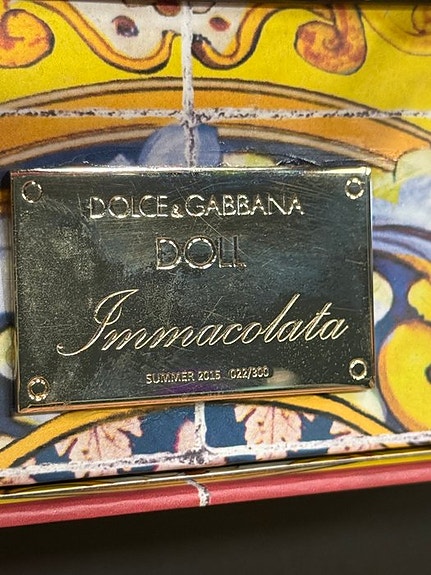 DOLCE&GABBANA
DOLL
Immacolata
SUMMER 2015 022/300